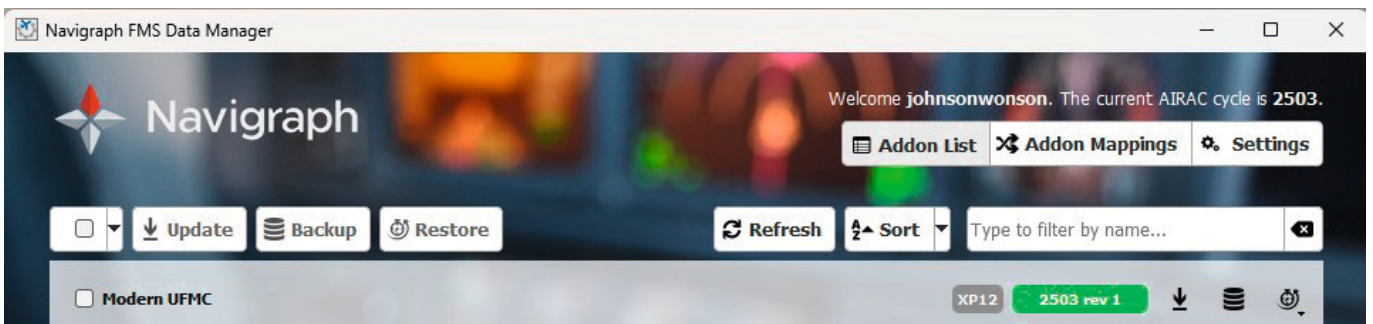 Navigraph FMS Data Manager
Navigraph
Welcome johnsonwonson. The current AIRAC cycle is 2503.
Addon List Addon Mappings Settings
Update Backup Restore Refresh Sort Type to filter by name...
Modern UFMC XP12 2503 rev 1